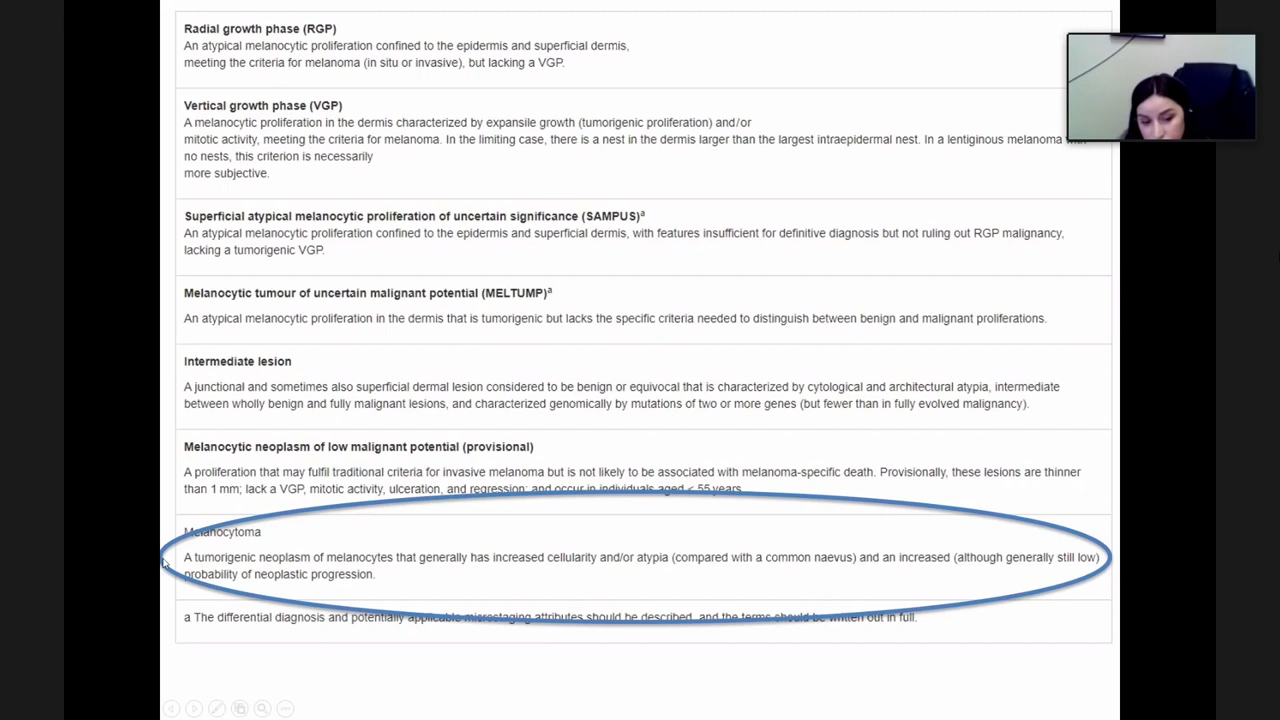 Radial growth phase (RGP)
An atypical melanocytic proliferation confined to the epidermis and superficial dermis,
meeting the criteria for melanoma (in situ or invasive), but lacking a VGP.
Vertical growth phase (VGP)
A melanocytic proliferation in the dermis characterized by expansile growth (tumorigenic proliferation) and/or
mitotic activity, meeting the criteria for melanoma. In the limiting case, there is a nest in the dermis larger than the largest intraepidermal nest. In a lentiginous melanoma with
no nests, this criterion is necessarily
more subjective.
Superficial atypical melanocytic proliferation of uncertain significance (SAMPUS)a
An atypical melanocytic proliferation confined to the epidermis and superficial dermis, with features insufficient for definitive diagnosis but not ruling out RGP malignancy,
lacking a tumorigenic VGP.
Melanocytic tumour of uncertain malignant potential (MELTUMP)a
An atypical melanocytic proliferation in the dermis that is tumorigenic but lacks the specific criteria needed to distinguish between benign and malignant proliferations.
Intermediate lesion
A junctional and sometimes also superficial dermal lesion considered to be benign or equivocal that is characterized by cytological and architectural atypia, intermediate
between wholly benign and fully malignant lesions, and characterized genomically by mutations of two or more genes (but fewer than in fully evolved malignancy).
Melanocytic neoplasm of low malignant potential (provisional)
A proliferation that may fulfil traditional criteria for invasive melanoma but is not likely to be associated with melanoma-specific death. Provisionally, these lesions are thinner
than 1 mm; lack a VGP, mitotic activity, ulceration, and regression; and occur in individuals aged < 55 years.
Melanocytoma
A tumorigenic neoplasm of melanocytes that generally has increased cellularity and/or atypia (compared with a common naevus) and an increased (although generally still low)
probability of neoplastic progression.
a The differential diagnosis and potentially applicable microstaging attributes should be described, and the terms should be written out in full.